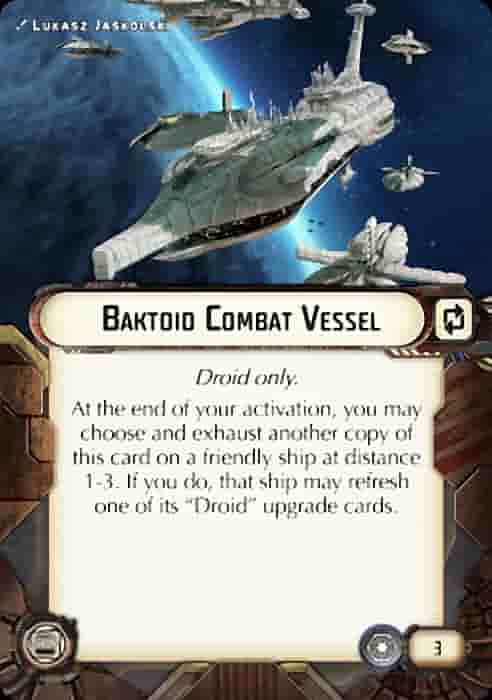 LUKASZ JASKOLSKI
BAKTOID COMBAT VESSEL
Droid only.
At the end of your activation, you may
choose and exhaust another copy of
this card on a friendly ship at distance
1-3. If you do, that ship may refresh
one of its “Droid” upgrade cards.
3